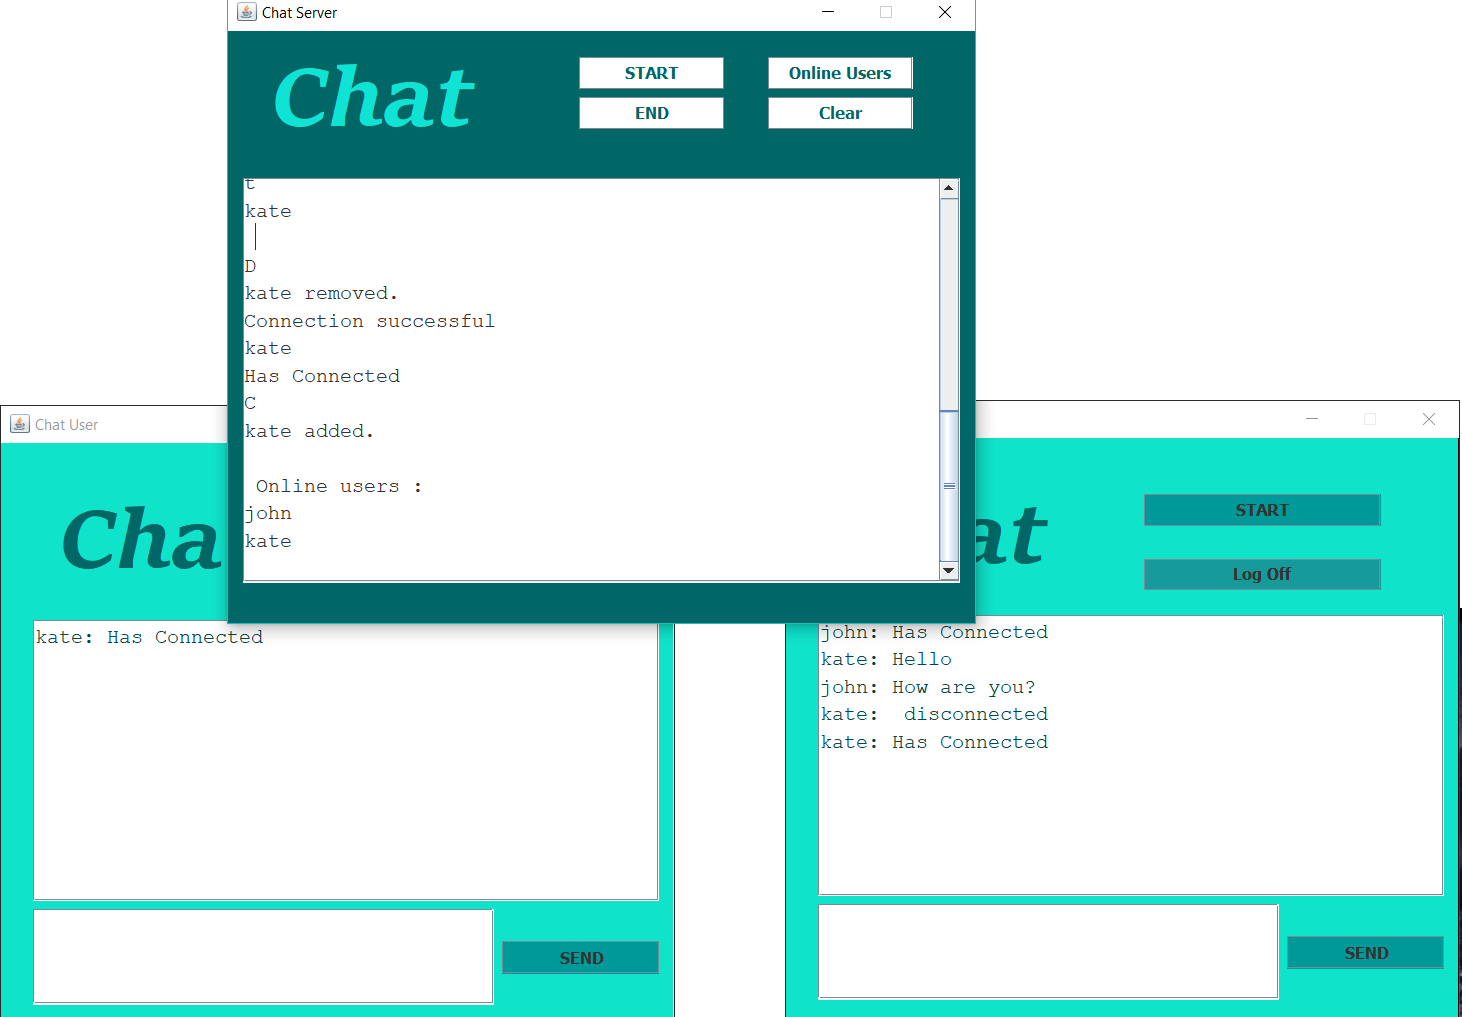 Chat Server
Chat
START
Online Users
END
Clear
t
kate
D
kate removed.
Connection successful
kate
Has Connected
C
kate added.
Online users :
john
kate
Chat User
Cha
kate: Has Connected
SEND
at
START
Log Off
john: Has Connected
kate: Hello
john: How are you?
kate:  disconnected
kate: Has Connected
SEND